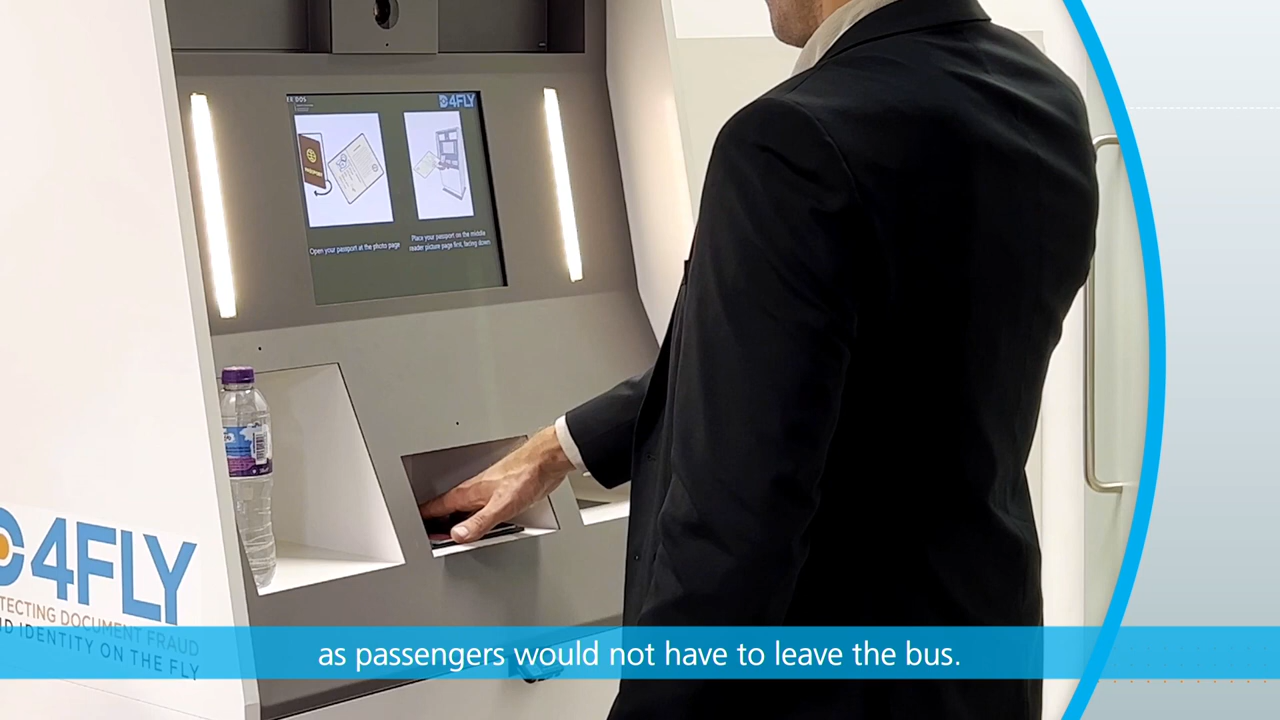 4FLY
Open your passport at the photo page
Place your passport on the middle
reader picture page first, facing down
PASSPORT
4FLY
TECTING DOCUMENT FRAUD
D IDENTITY ON THE FLY
as passengers would not have to leave the bus.